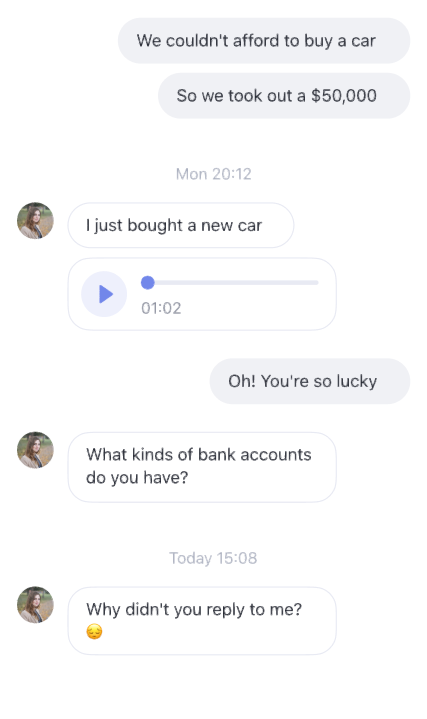 We couldn't afford to buy a car
So we took out a $50,000
Mon 20:12
I just bought a new car
01:02
Oh! You're so lucky
What kinds of bank accounts
do you have?
Today 15:08
Why didn't you reply to me?
😔